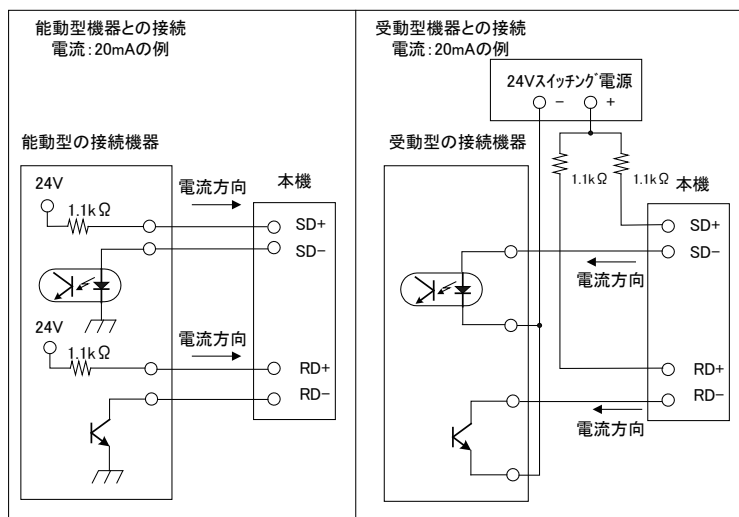 能動型機器との接続
電流:20mAの例
能動型の接続機器
24V
1.1kΩ
電流方向
本機
SD+
SD-
24V
1.1kΩ
電流方向
RD+
RD-
受動型機器との接続
電流:20mAの例
24Vスイッチング電源
- +
受動型の接続機器
1.1kΩ
1.1kΩ
本機
SD+
SD-
電流方向
RD+
RD-
電流方向